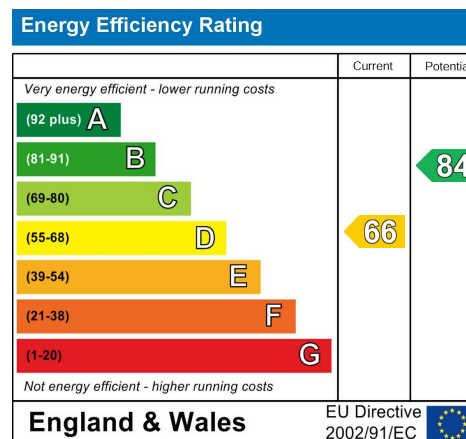 Energy Efficiency Rating
Current Potentia
Very energy efficient - lower running costs
(92 plus) A
(81-91) B
84
(69-80) C
(55-68) D
66
(39-54) E
(21-38) F
(1-20) G
Not energy efficient - higher running costs
England & Wales
EU Directive
2002/91/EC